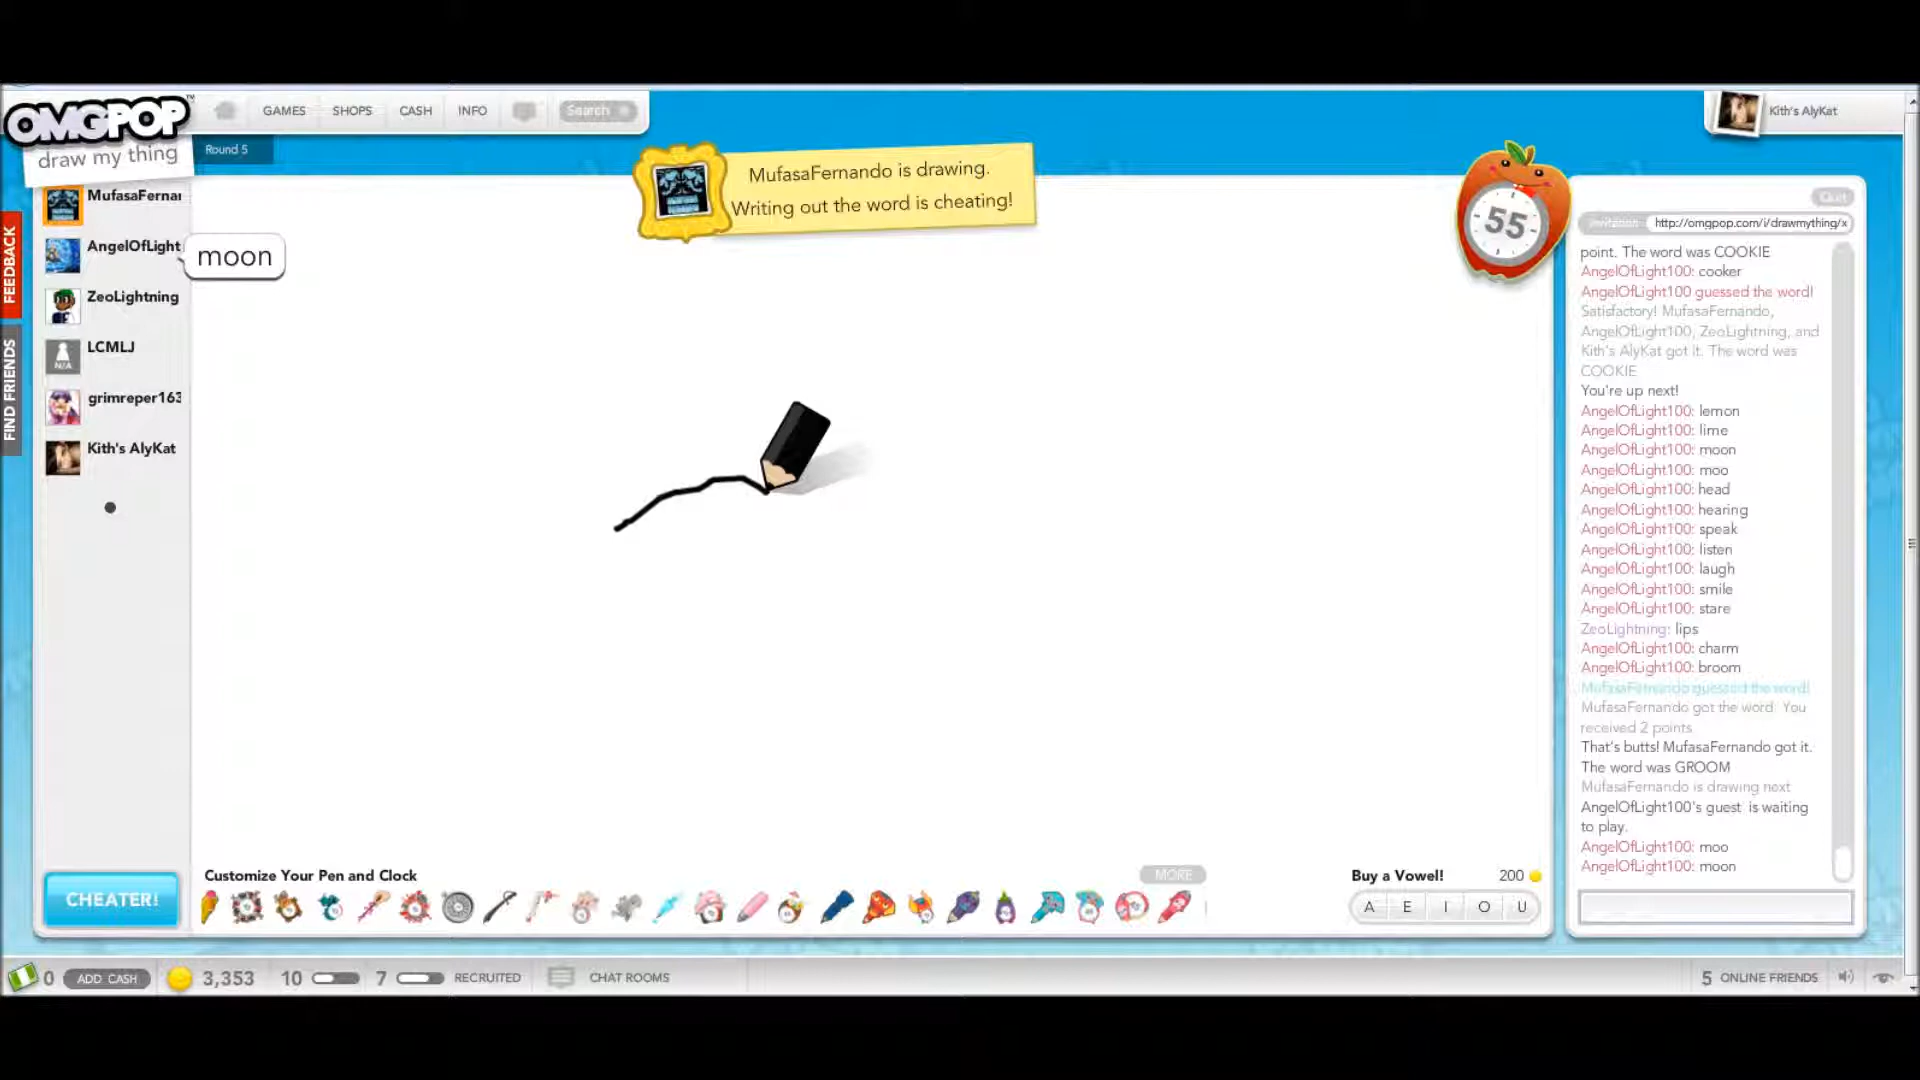 OMGPOP™
GAMES
SHOPS
CASH
INFO
Search
Kith's AlyKat
draw my thing
Round 5
MufasaFernando is drawing.
Writing out the word is cheating!
55
FEEDBACK
FIND FRIENDS
MufasaFernar
AngelOfLight
moon
ZeoLightning
LCMLJ
N/A
grimreper163
Kith's AlyKat
CHEATER!
Customize Your Pen and Clock
MORE
Buy a Vowel!
200
A E I O U
Quit
invitation http://omgpop.com/i/drawmything/x
point. The word was COOKIE
AngelOfLight100: cooker
AngelOfLight100 guessed the word!
Satisfactory! MufasaFernando,
AngelOfLight100, ZeoLightning, and
Kith's AlyKat got it. The word was
COOKIE
You're up next!
AngelOfLight100: lemon
AngelOfLight100: lime
AngelOfLight100: moon
AngelOfLight100: moo
AngelOfLight100: head
AngelOfLight100: hearing
AngelOfLight100: speak
AngelOfLight100: listen
AngelOfLight100: laugh
AngelOfLight100: smile
AngelOfLight100: stare
ZeoLightning: lips
AngelOfLight100: charm
AngelOfLight100: broom
MufasaFernando guessed the word!
MufasaFernando got the word. You
received 2 points
That's butts! MufasaFernando got it.
The word was GROOM
MufasaFernando is drawing next
AngelOfLight100's guest is waiting
to play.
AngelOfLight100: moo
AngelOfLight100: moon
0
ADD CASH
3,353
10
7
RECRUITED
CHAT ROOMS
5 ONLINE FRIENDS